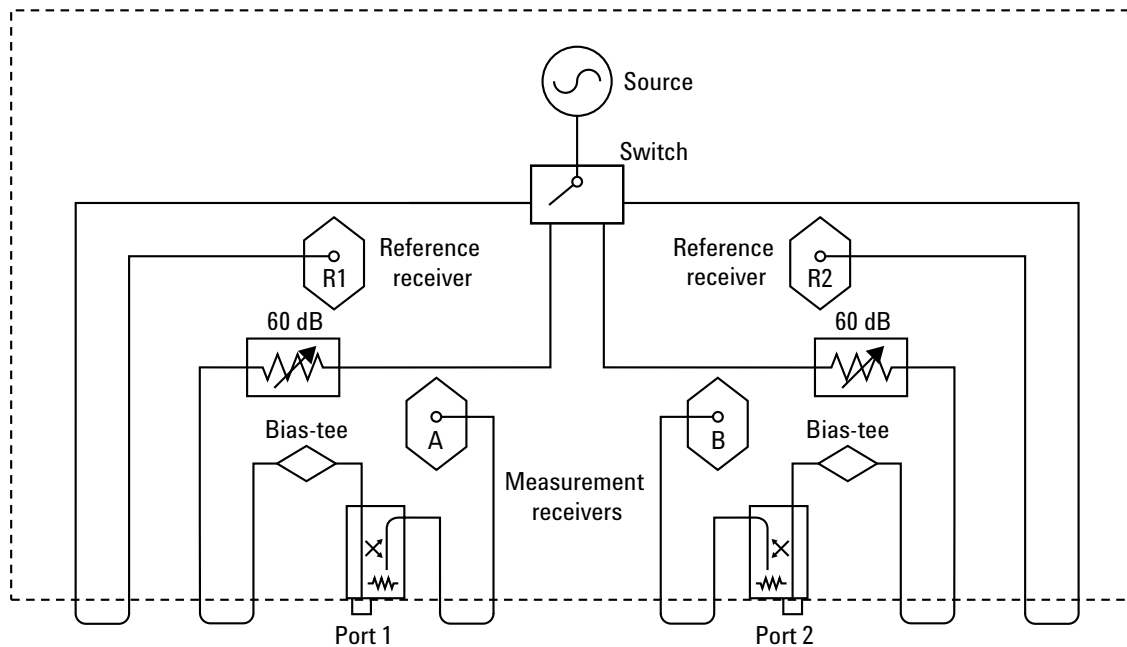 Source
Switch
Reference
receiver
R1
Reference
receiver
R2
60 dB
60 dB
A
B
Bias-tee
Bias-tee
Measurement
receivers
Port 1
Port 2